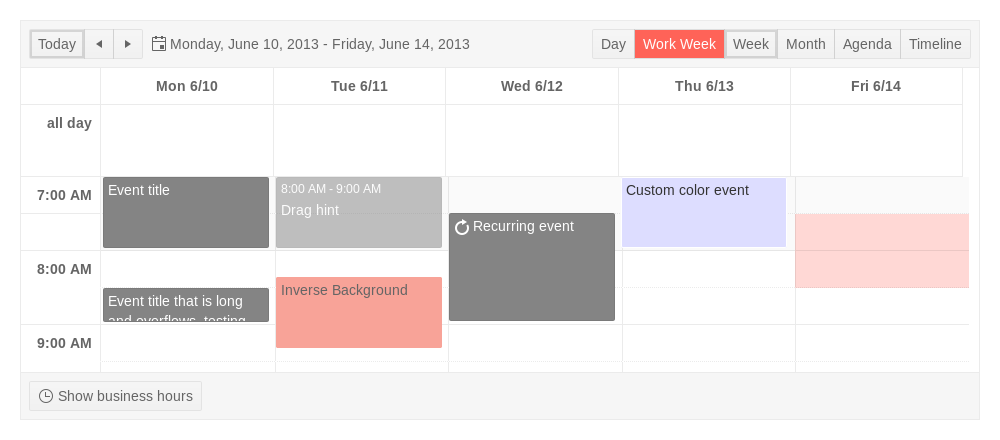 Today
Monday, June 10, 2013 - Friday, June 14, 2013
Day
Work Week
Week
Month
Agenda
Timeline
Mon 6/10
Tue 6/11
Wed 6/12
Thu 6/13
Fri 6/14
all day
7:00 AM
Event title
8:00 AM - 9:00 AM
Drag hint
Custom color event
Recurring event
8:00 AM
Inverse Background
Event title that is long
and overflows, testing
9:00 AM
Show business hours